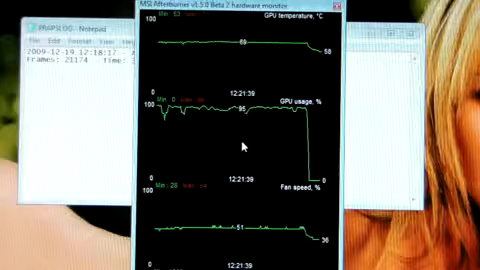 MSI Afterburner v1.5.0 Beta 2 hardware monitor
FRAPSLOG - Notepad
File Edit Format View
2009-12-19 12:18:17 -
Frames: 21174 Time:
Min : 53
GPU temperature, °C
100
69
58
0
12:21:39
Min : 0
GPU usage, %
100
95
0
0
12:21:39
Min : 28
Fan speed, %
100
51
36
0
12:21:39